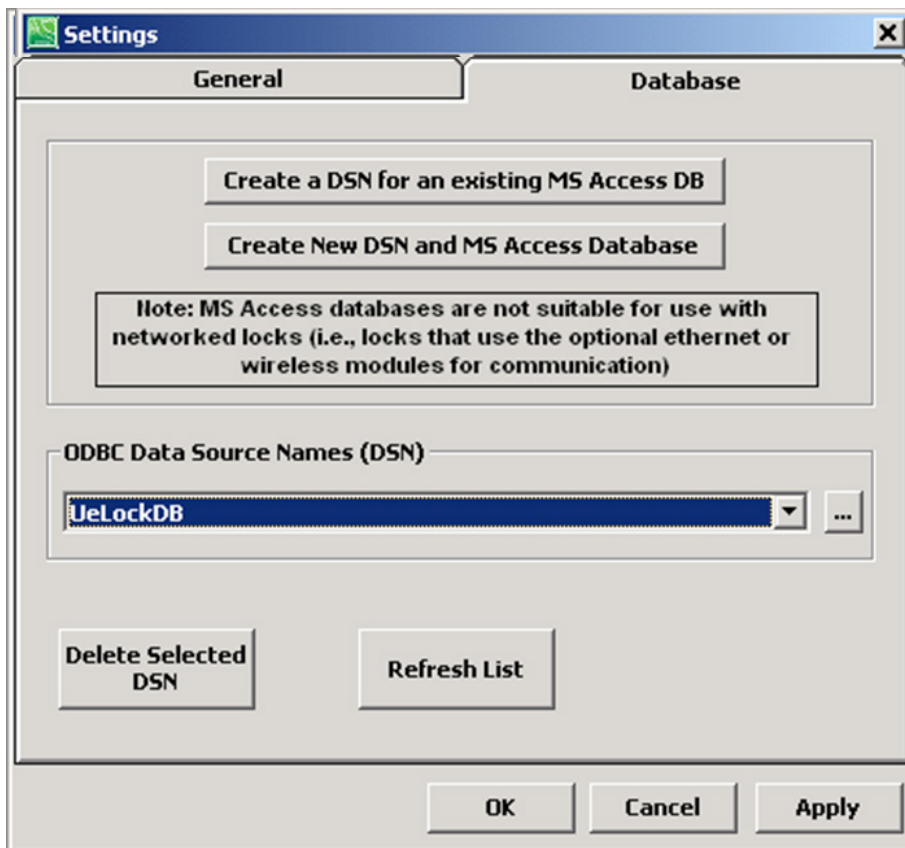 Settings
General
Database
Create a DSN for an existing MS Access DB
Create New DSN and MS Access Database
Note: MS Access databases are not suitable for use with
networked locks (i.e., locks that use the optional ethernet or
wireless modules for communication)
ODBC Data Source Names (DSN)
UeLockDB
...
Delete Selected
DSN
Refresh List
OK
Cancel
Apply